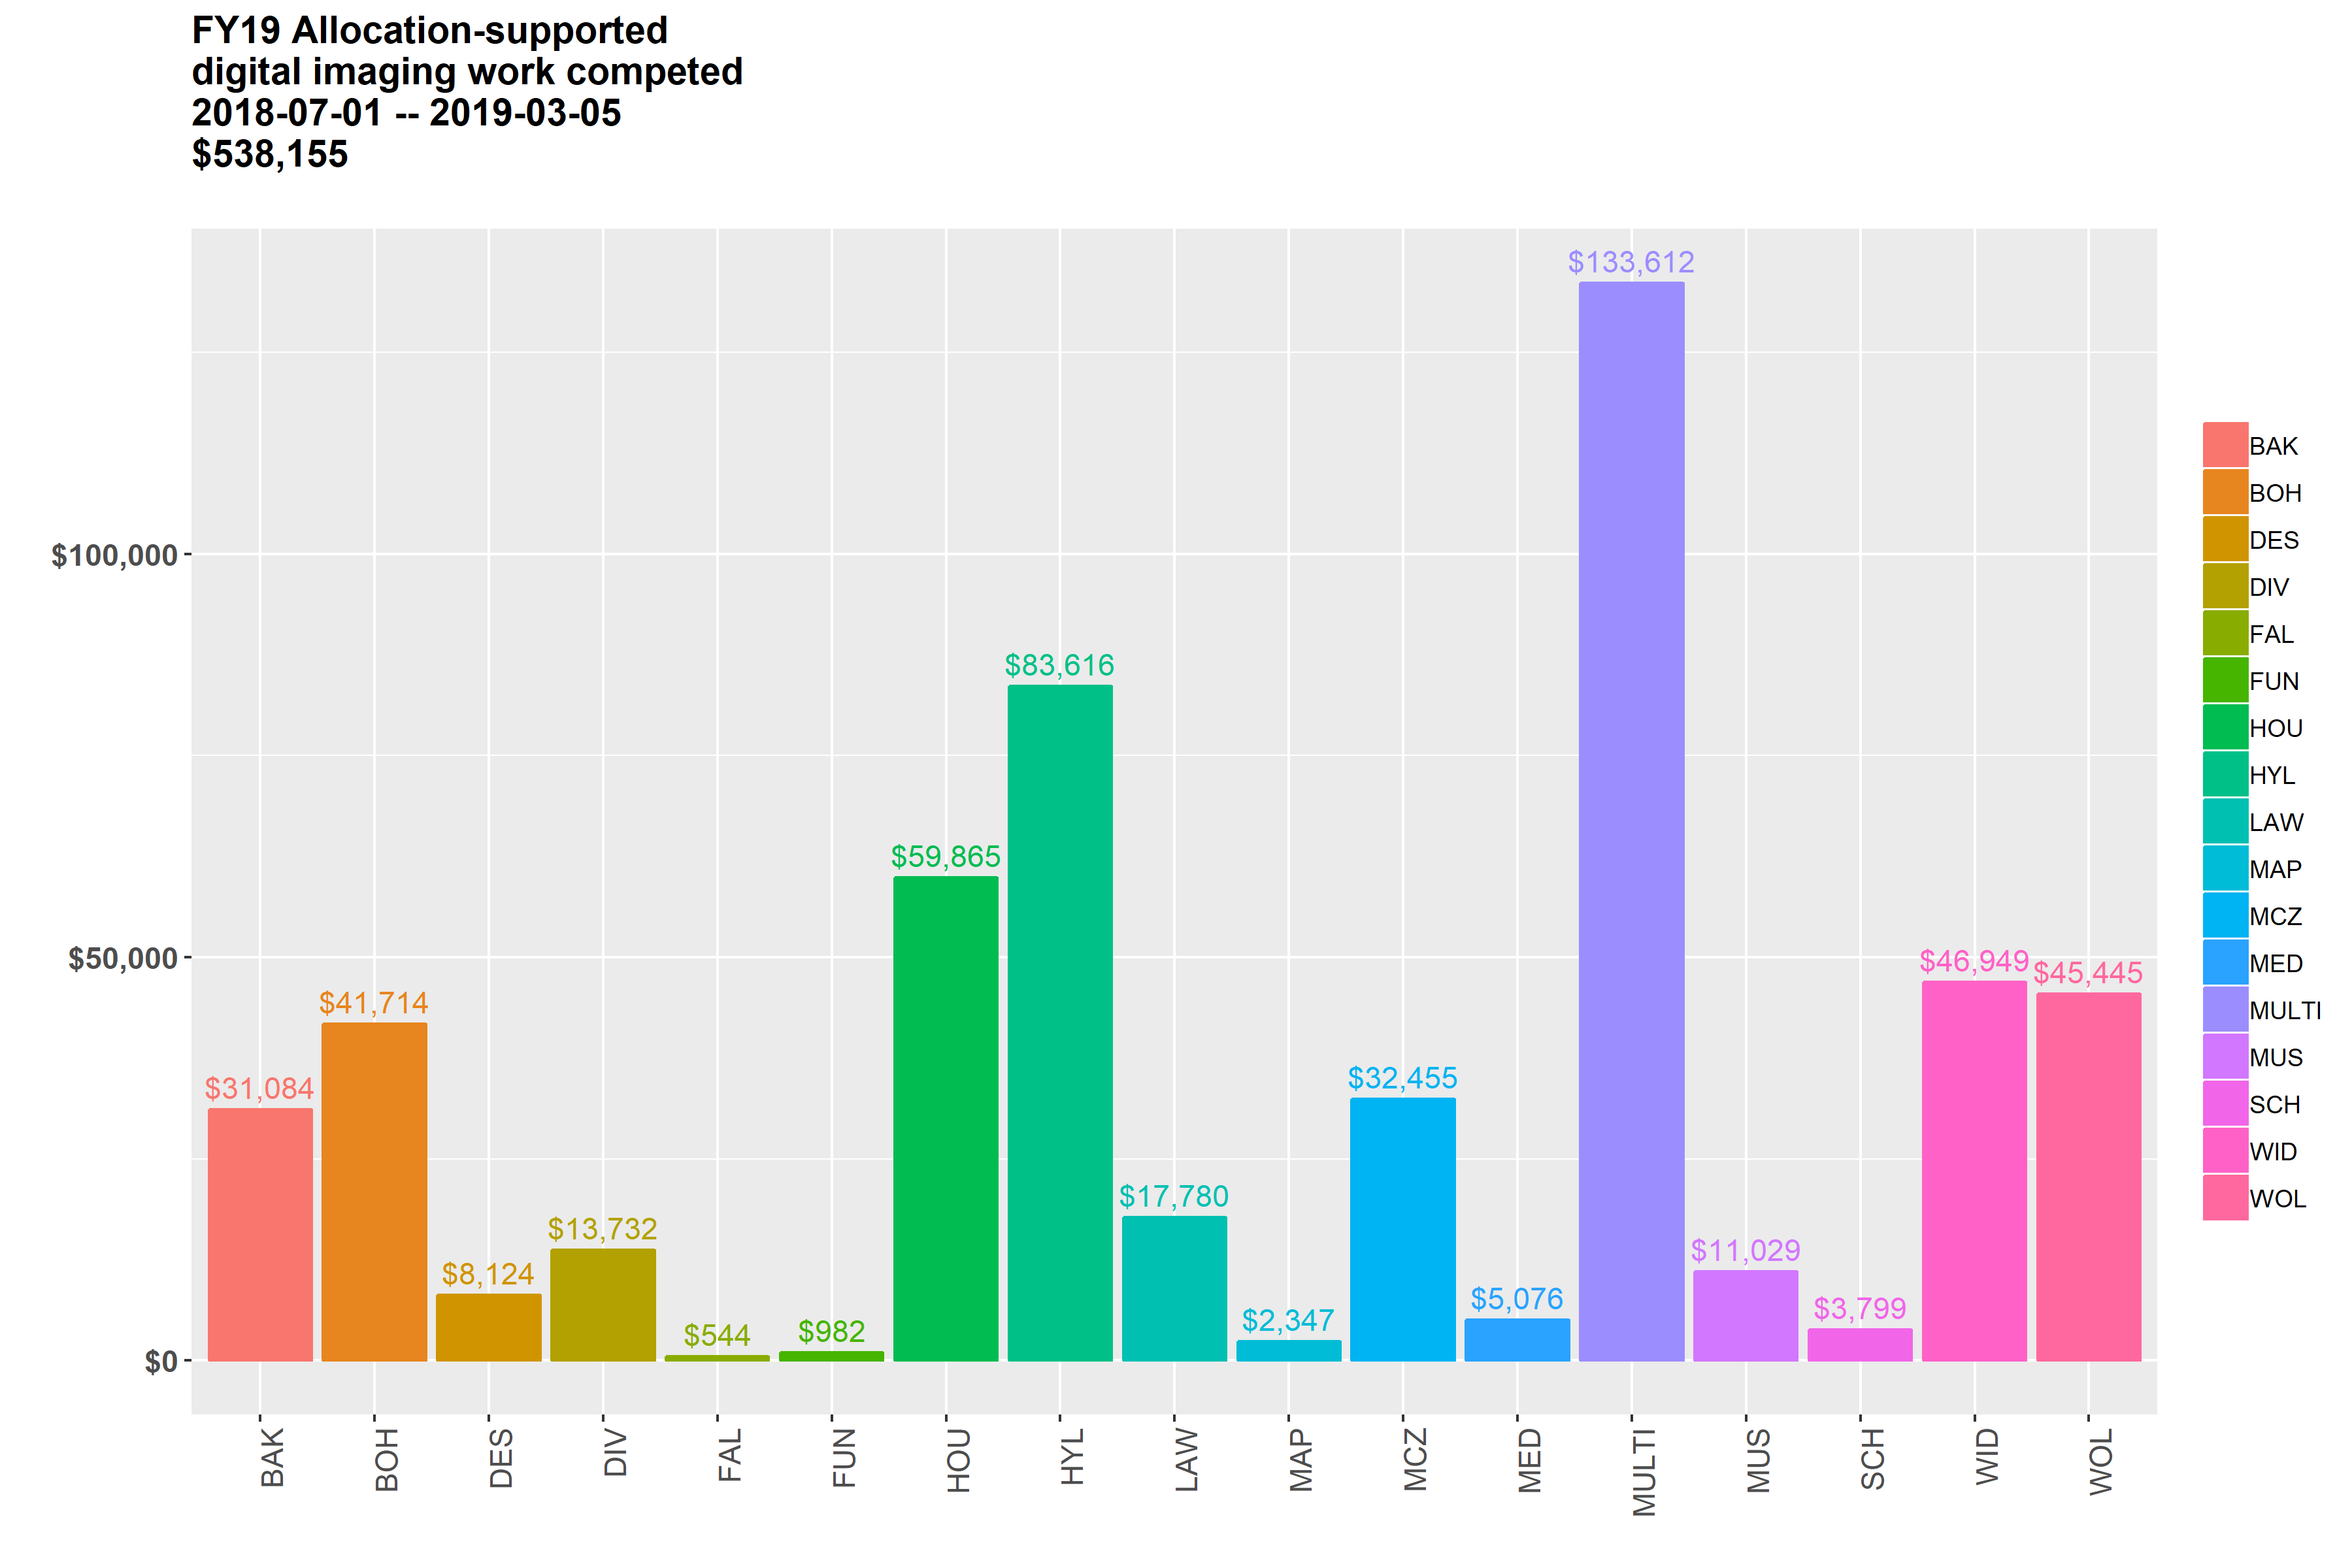 FY19 Allocation-supported
digital imaging work competed
2018-07-01 -- 2019-03-05
$538,155
$133,612
$100,000
$83,616
$59,865
$50,000
$46,949
$45,445
$41,714
$32,455
$31,084
$17,780
$13,732
$11,029
$8,124
$5,076
$3,799
$2,347
$982
$544
$0
BAK
BOH
DES
DIV
FAL
FUN
HOU
HYL
LAW
MAP
MCZ
MED
MULTI
MUS
SCH
WID
WOL
BAK
BOH
DES
DIV
FAL
FUN
HOU
HYL
LAW
MAP
MCZ
MED
MULTI
MUS
SCH
WID
WOL